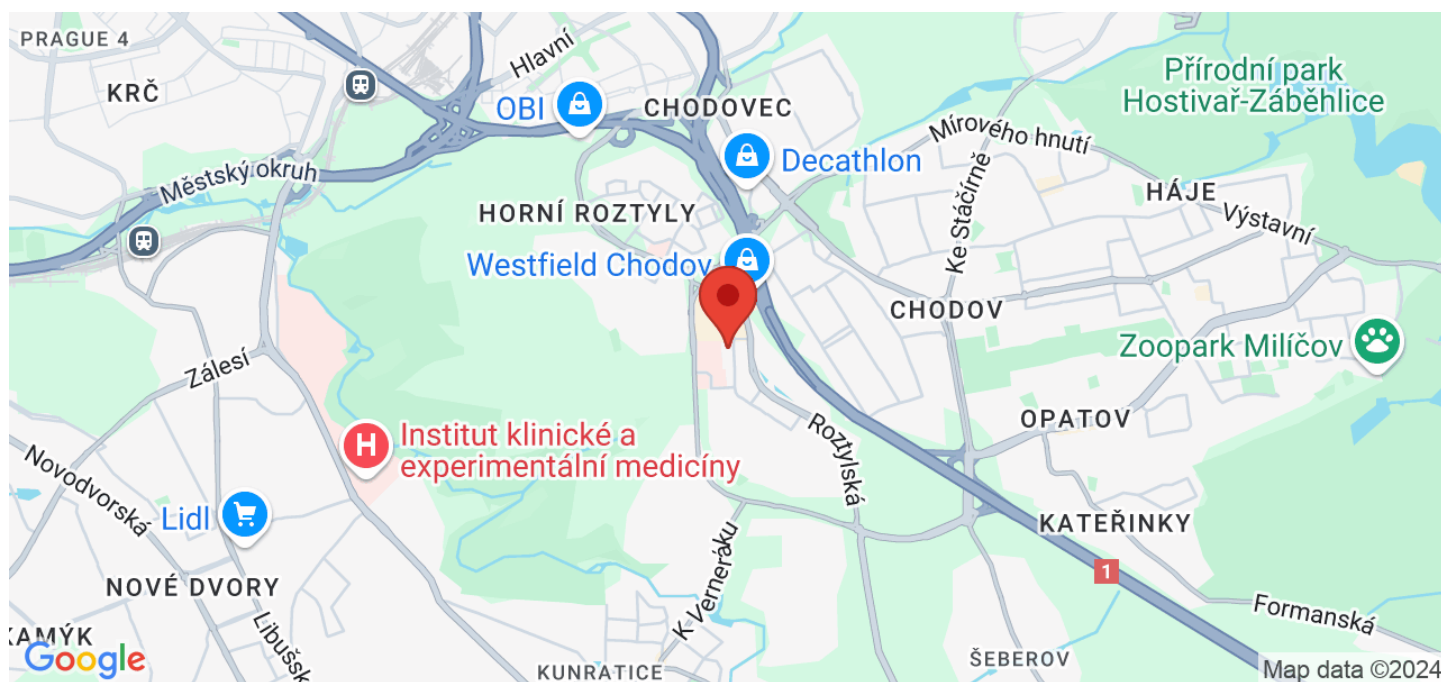 PRAGUE 4
KRČ
Hlavní
OBI
CHODOVEC
Přírodní park
Hostivař-Záběhlice
Mírového hnutí
Decathlon
Městský okruh
Ke Stáčírně
HÁJE
HORNÍ ROZTYLY
Výstavní
Westfield Chodov
CHODOV
Zoopark Milíčov
Zálesí
OPATOV
Roztylská
H
Institut klinické a
experimentální medicíny
Novodvorská
Lidl
KATEŘINKY
K Verneráku
1
NOVÉ DVORY
Formanská
Libušsk
KAMÝK
Google
KUNRATICE
ŠEBEROV
Map data ©2024